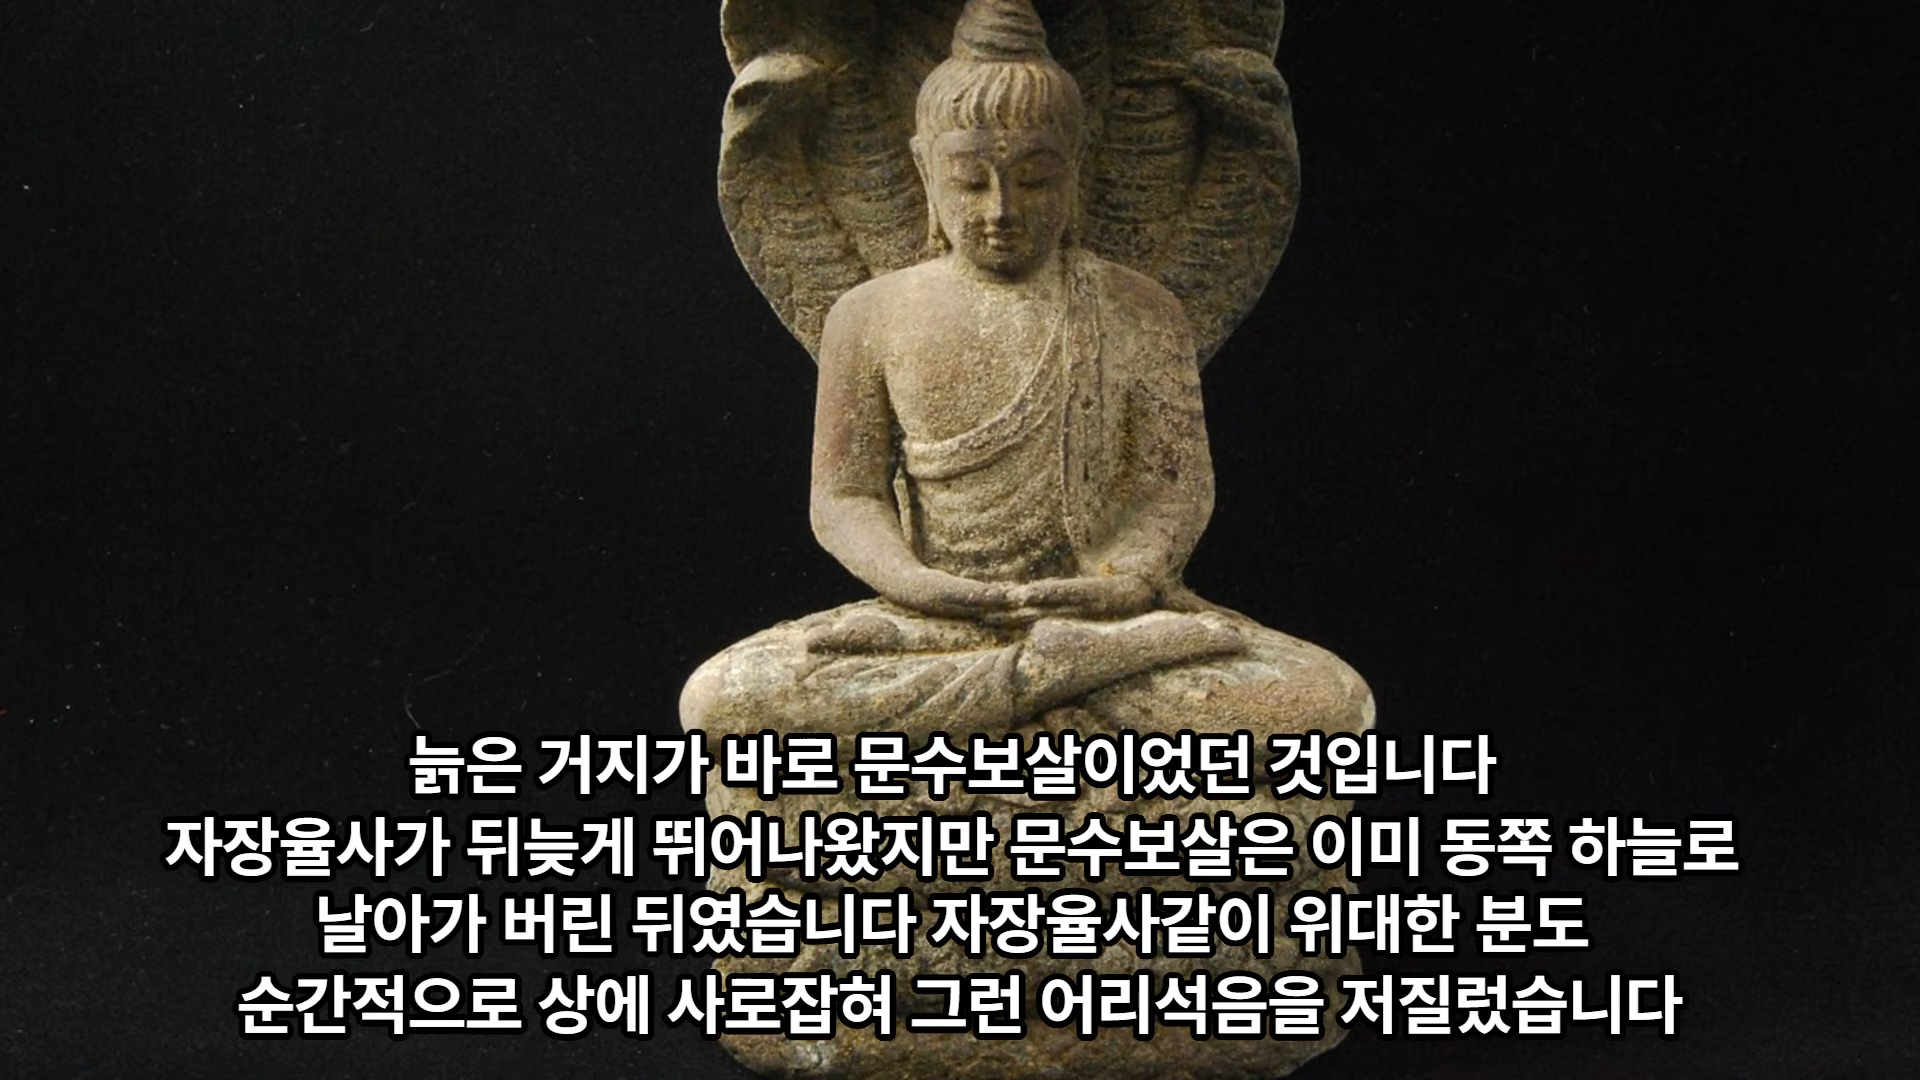 늙은 거지가 바로 문수보살이었던 것입니다
자장율사가 뒤늦게 뛰어나왔지만 문수보살은 이미 동쪽 하늘로
날아가 버린 뒤였습니다 자장율사같이 위대한 분도
순간적으로 상에 사로잡혀 그런 어리석음을 저질렀습니다